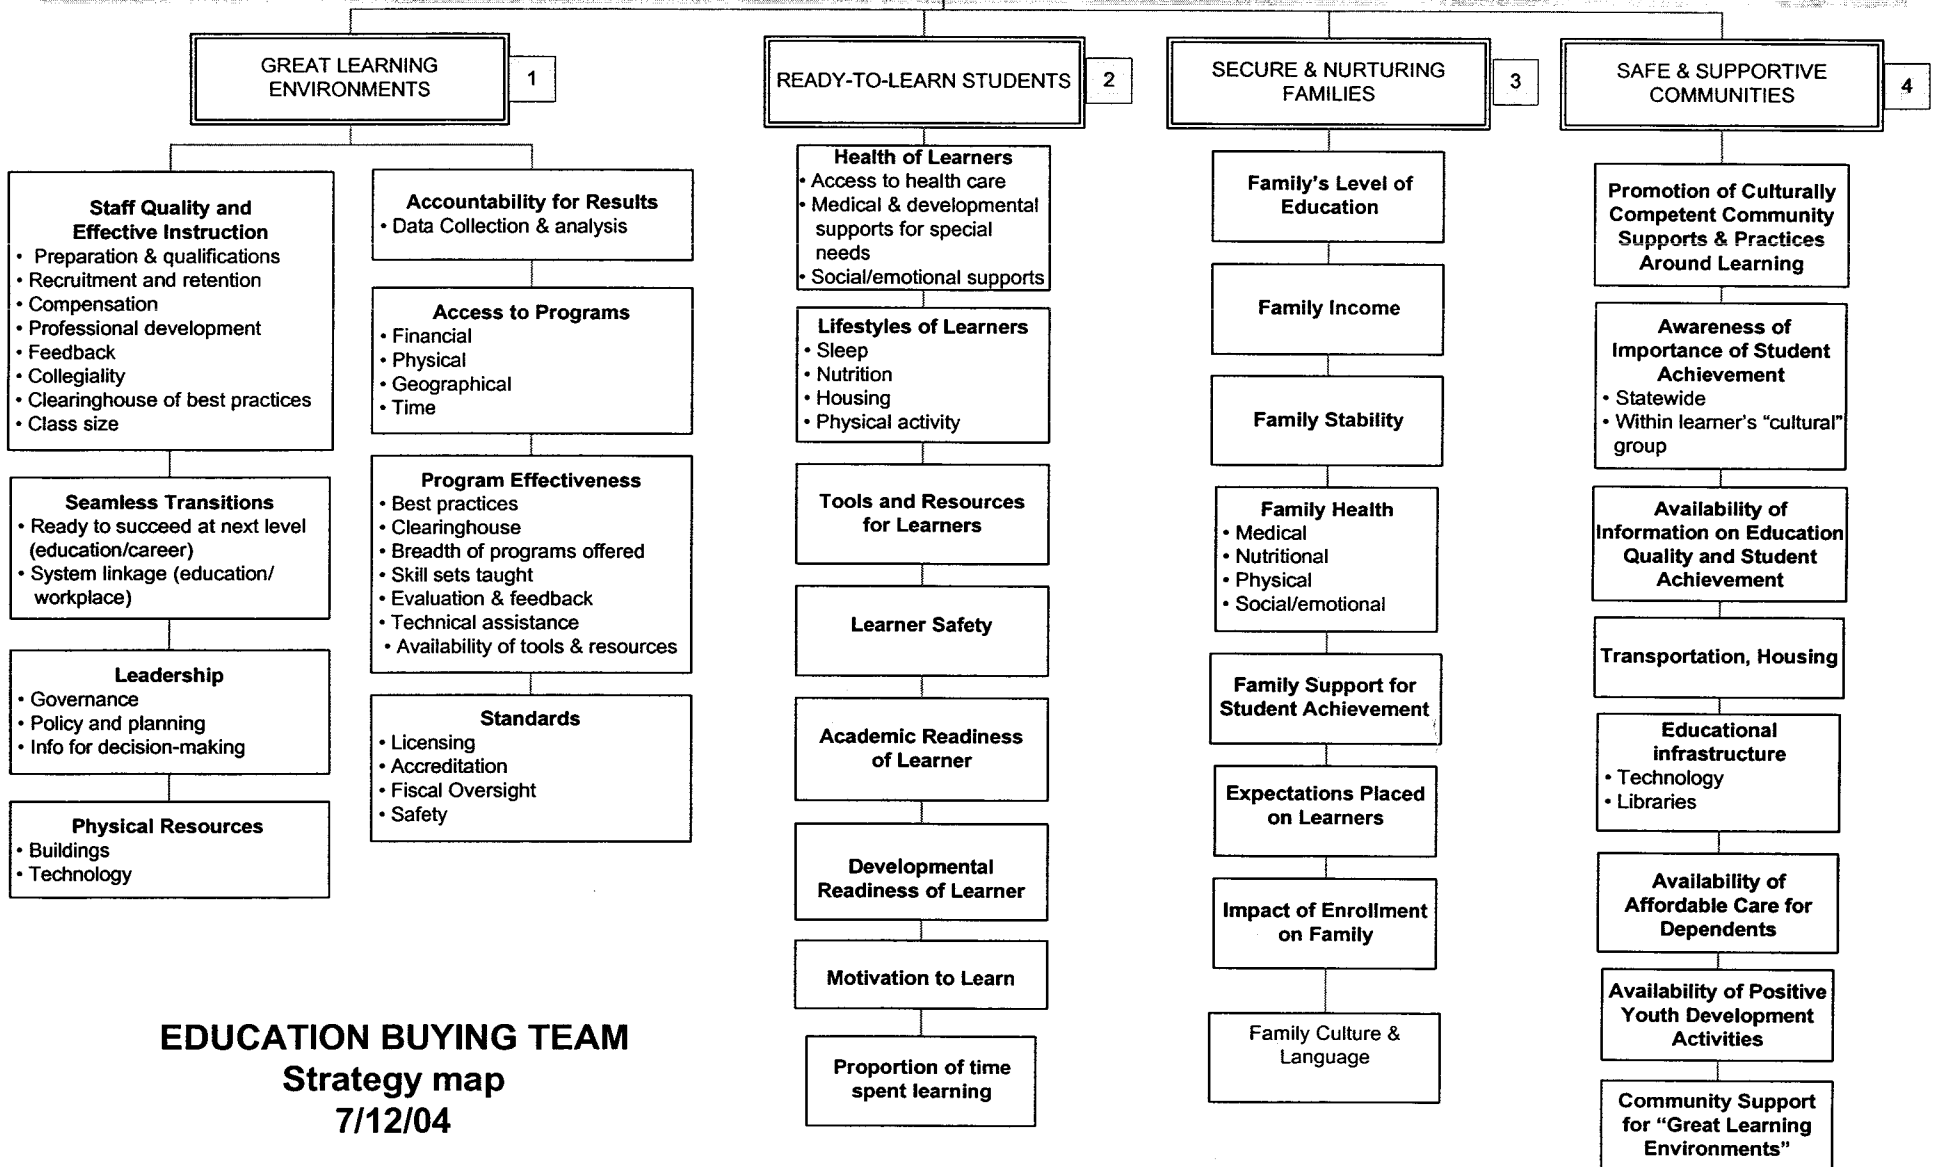 GREAT LEARNING
ENVIRONMENTS
1
Staff Quality and
Effective Instruction
• Preparation & qualifications
• Recruitment and retention
• Compensation
• Professional development
• Feedback
• Collegiality
• Clearinghouse of best practices
• Class size
Seamless Transitions
• Ready to succeed at next level
(education/career)
• System linkage (education/
workplace)
Leadership
• Governance
• Policy and planning
• Info for decision-making
Physical Resources
• Buildings
• Technology
Accountability for Results
• Data Collection & analysis
Access to Programs
• Financial
• Physical
• Geographical
• Time
Program Effectiveness
• Best practices
• Clearinghouse
• Breadth of programs offered
• Skill sets taught
• Evaluation & feedback
• Technical assistance
• Availability of tools & resources
Standards
• Licensing
• Accreditation
• Fiscal Oversight
• Safety
READY-TO-LEARN STUDENTS
2
Health of Learners
• Access to health care
• Medical & developmental
supports for special
needs
• Social/emotional supports
Lifestyles of Learners
• Sleep
• Nutrition
• Housing
• Physical activity
Tools and Resources
for Learners
Learner Safety
Academic Readiness
of Learner
Developmental
Readiness of Learner
Motivation to Learn
Proportion of time
spent learning
SECURE & NURTURING
FAMILIES
3
Family's Level of
Education
Family Income
Family Stability
Family Health
• Medical
• Nutritional
• Physical
• Social/emotional
Family Support for
Student Achievement
Expectations Placed
on Learners
Impact of Enrollment
on Family
Family Culture &
Language
SAFE & SUPPORTIVE
COMMUNITIES
4
Promotion of Culturally
Competent Community
Supports & Practices
Around Learning
Awareness of
Importance of Student
Achievement
• Statewide
• Within learner's "cultural"
group
Availability of
Information on Education
Quality and Student
Achievement
Transportation, Housing
Educational
infrastructure
• Technology
• Libraries
Availability of
Affordable Care for
Dependents
Availability of Positive
Youth Development
Activities
Community Support
for "Great Learning
Environments"
EDUCATION BUYING TEAM
Strategy map
7/12/04